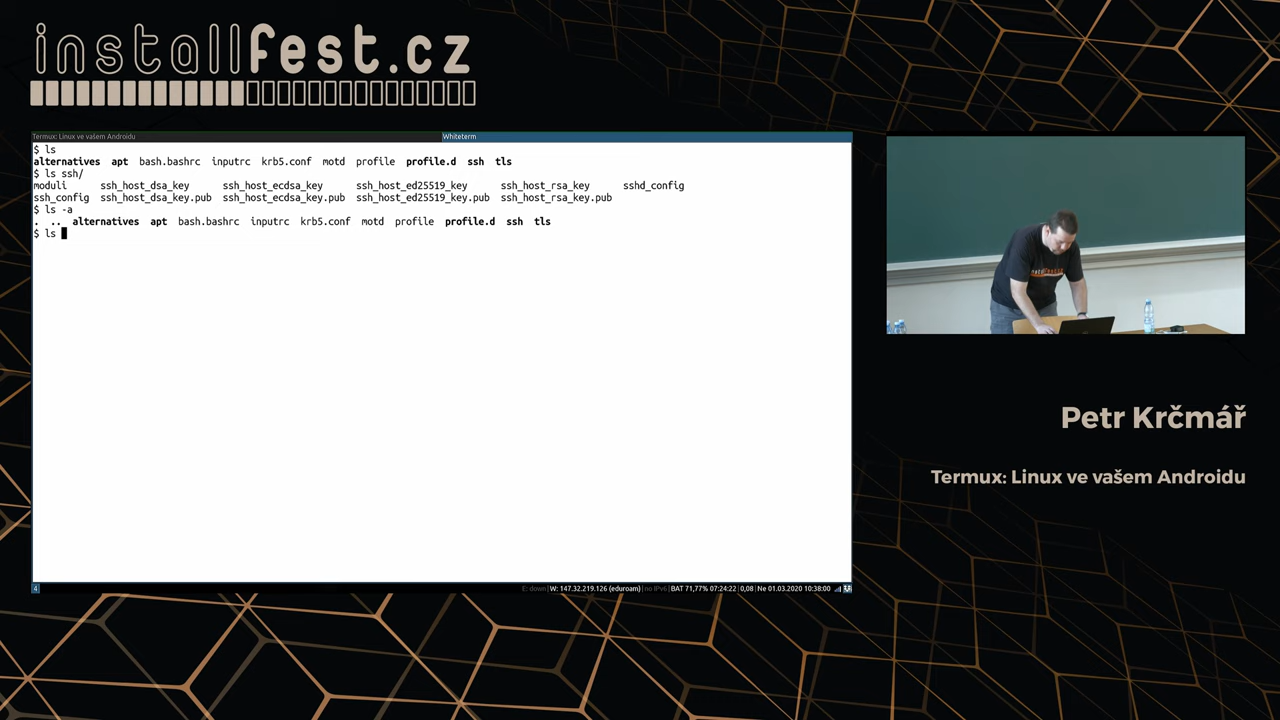 installfest.cz
Termux: Linux ve vašem Androidu
Whiteterm
$ ls
alternatives apt bash.bashrc inputrc krb5.conf motd profile profile.d ssh tls
$ ls ssh/
moduli ssh_host_dsa_key ssh_host_ecdsa_key ssh_host_ed25519_key ssh_host_rsa_key sshd_config
ssh_config ssh_host_dsa_key.pub ssh_host_ecdsa_key.pub ssh_host_ed25519_key.pub ssh_host_rsa_key.pub
$ ls -a
. .. alternatives apt bash.bashrc inputrc krb5.conf motd profile profile.d ssh tls
$ ls
4
E: down| W: 147.32.219.126 (eduroam) | no IPv6 | BAT 71,77% 07:24:22 | 0,08 | Ne 01.03.2020 10:38:00
Petr Krčmář
Termux: Linux ve vašem Androidu